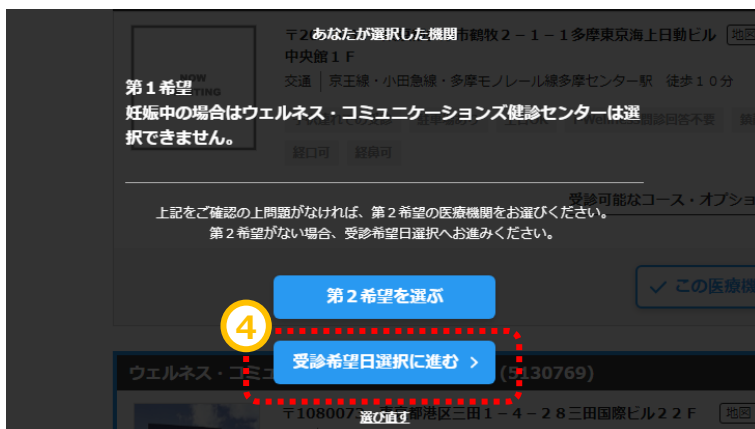 あなたが選択した機関
〒2 市鶴牧2-1-1多摩東京海上日動ビル 地図
中央館1F
交通 京王線・小田急線・多摩モノレール線多摩センター駅 徒歩10分
NOW
第1希望
妊娠中の場合はウェルネス・コミュニケーションズ健診センターは選
択できません。
問診回答不要
経口可 経鼻可
受診可能なコース・オプショ
上記をご確認の上問題がなければ、第2希望の医療機関をお選びください。
第2希望がない場合、受診希望日選択へお進みください。
第2希望を選ぶ
この医療機
4
受診希望日選択に進む >
ウェルネス・コミュ (5130769)
〒108007 都港区三田1-4-28三田国際ビル22F 地図
選び直す